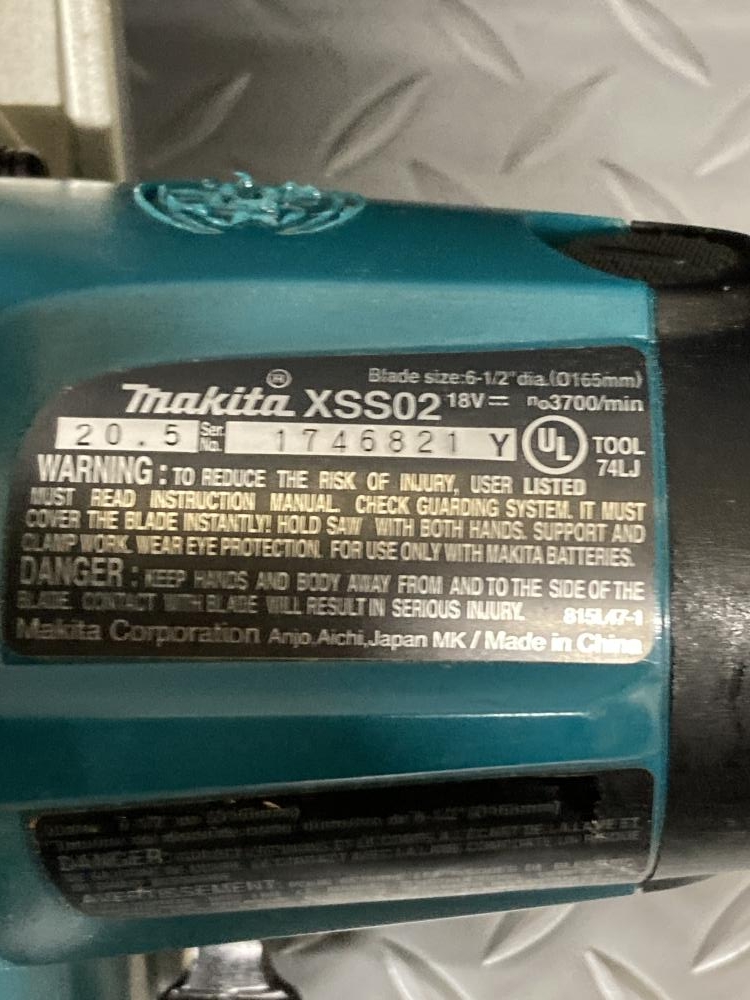 Blade size:6-1/2" dia.(Ø165mm)
Makita® XSS02 18V⎓ n₀3700/min
20.5 Ser. No. 1746821 Y UL TOOL 74LJ
WARNING : TO REDUCE THE RISK OF INJURY, USER LISTED
MUST READ INSTRUCTION MANUAL. CHECK GUARDING SYSTEM. IT MUST
COVER THE BLADE INSTANTLY! HOLD SAW WITH BOTH HANDS. SUPPORT AND
CLAMP WORK. WEAR EYE PROTECTION. FOR USE ONLY WITH MAKITA BATTERIES.
DANGER : KEEP HANDS AND BODY AWAY FROM AND TO THE SIDE OF THE
BLADE. CONTACT WITH BLADE WILL RESULT IN SERIOUS INJURY. 815L47-1
Makita Corporation Anjo,Aichi,Japan MK / Made in China
DANGER
AVERTISSEMENT